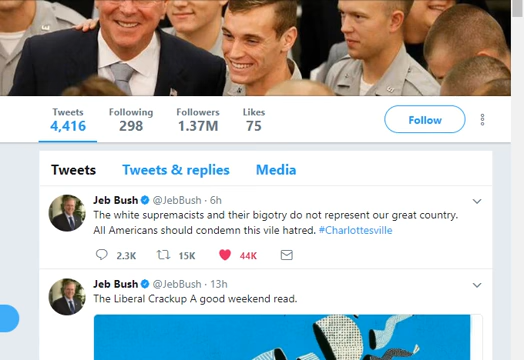 Tweets Following Followers Likes
4,416 298 1.37M 75
Follow
Tweets Tweets & replies Media
Jeb Bush @JebBush · 6h
The white supremacists and their bigotry do not represent our great country.
All Americans should condemn this vile hatred. #Charlottesville
2.3K 15K 44K
Jeb Bush @JebBush · 13h
The Liberal Crackup A good weekend read.